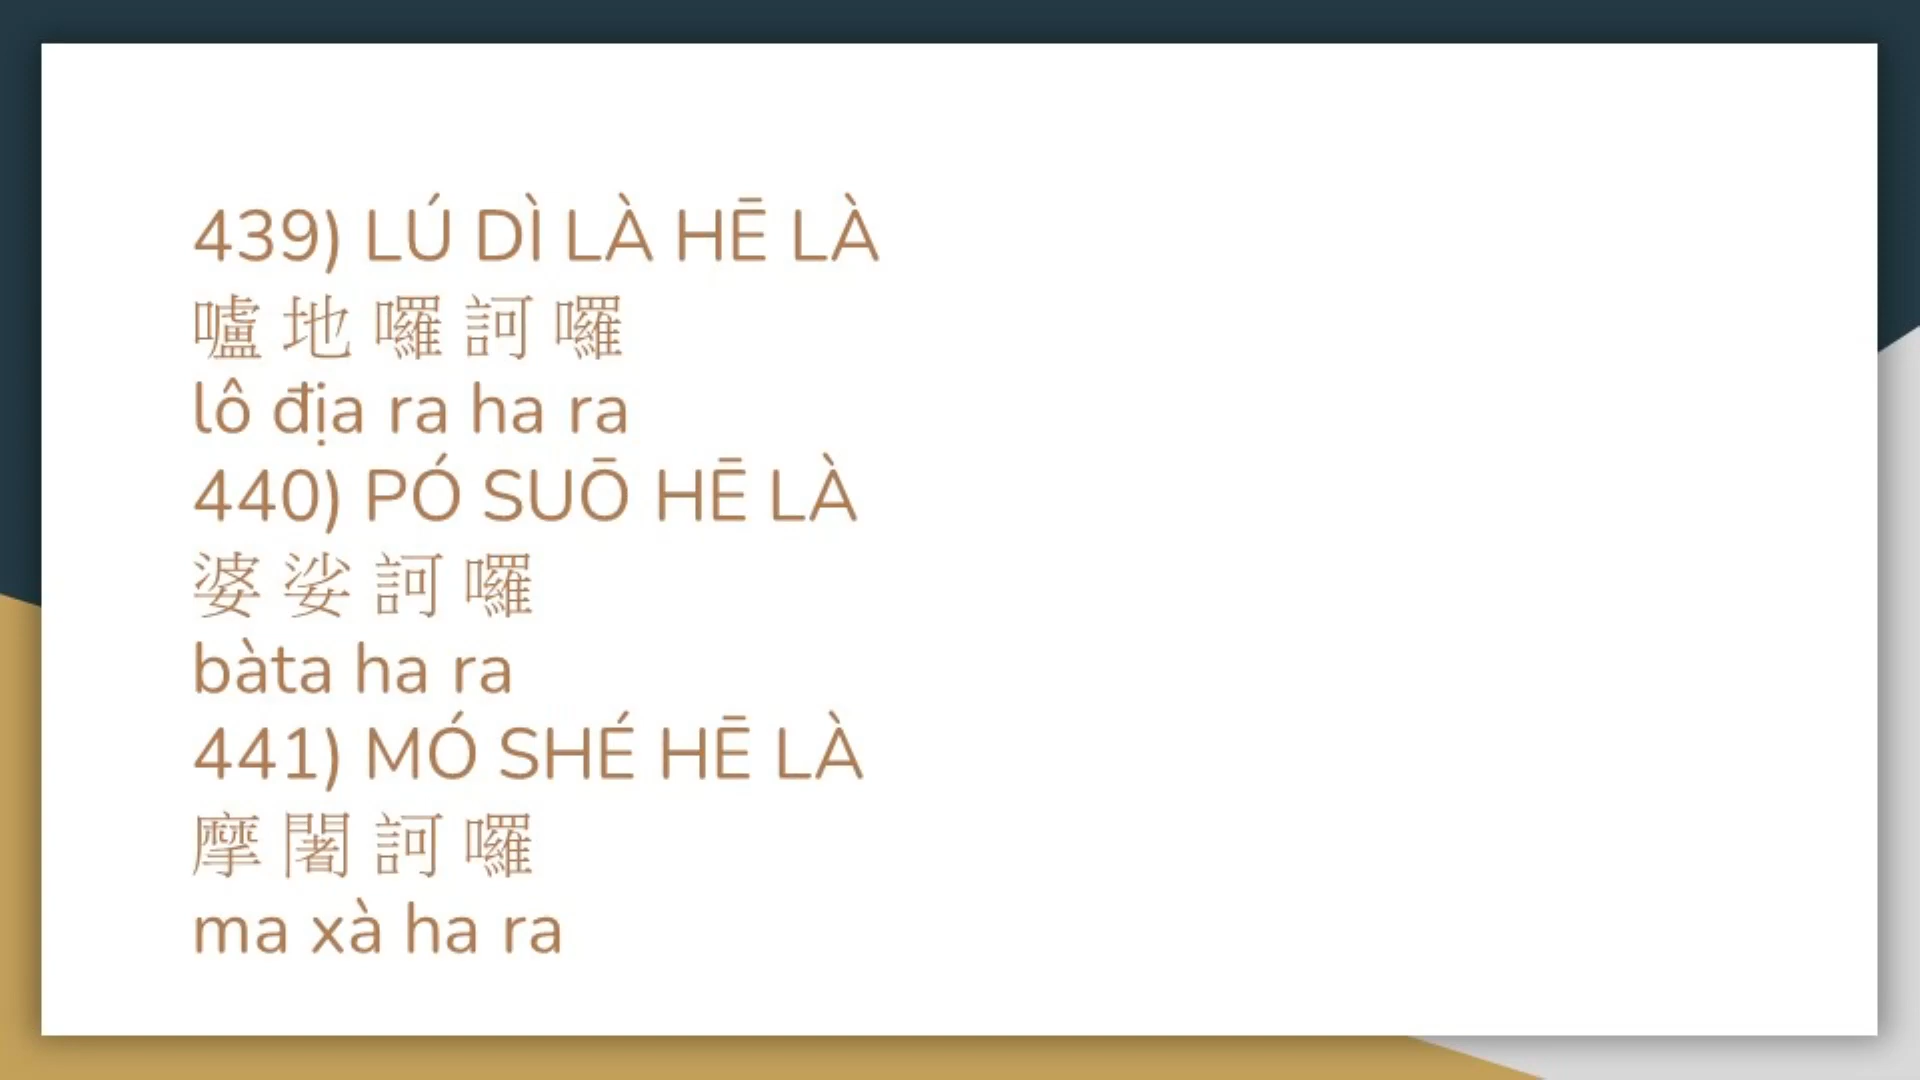 439) LÚ DÌ LÀ HĒ LÀ
嚧 地 囉 訶 囉
lô địa ra ha ra
440) PÓ SUŌ HĒ LÀ
婆 娑 訶 囉
bàta ha ra
441) MÓ SHÉ HĒ LÀ
摩 闍 訶 囉
ma xà ha ra